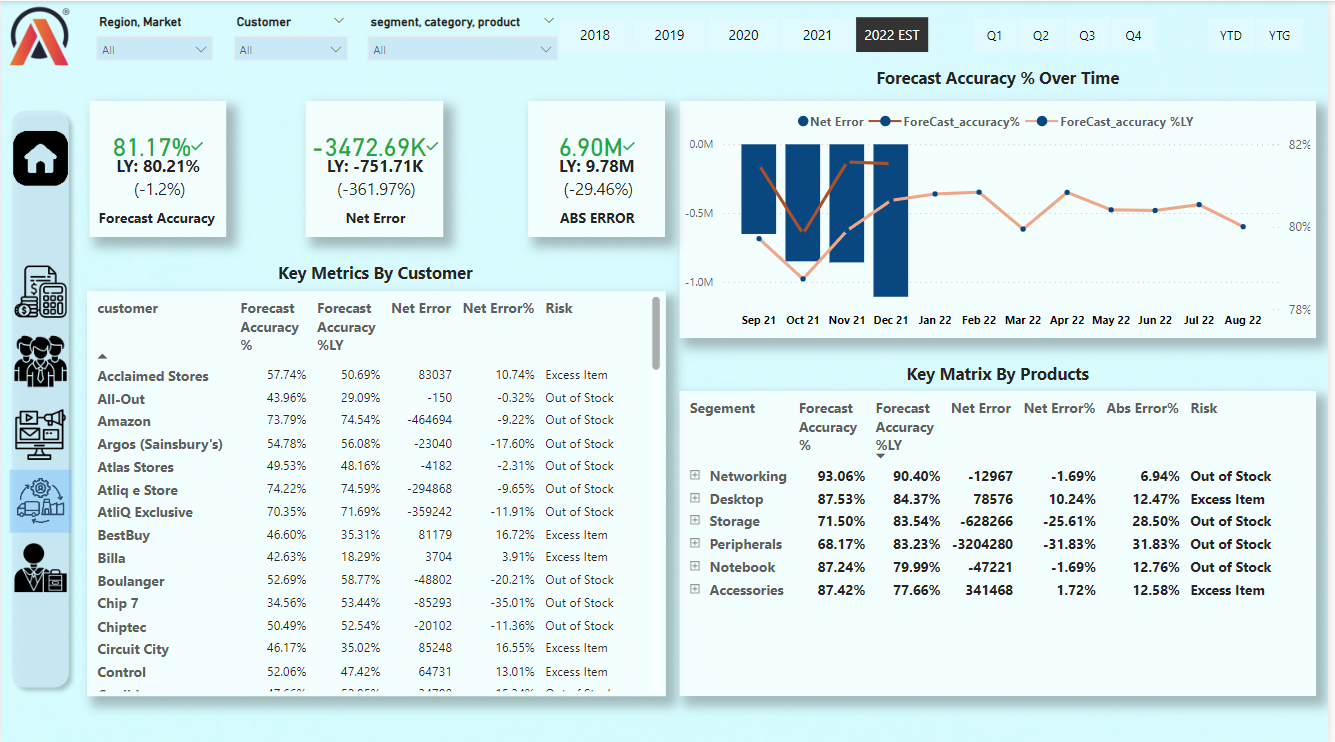 Region, Market
All
Customer
All
segment, category, product
All
2018 2019 2020 2021 2022 EST
Q1 Q2 Q3 Q4
YTD YTG
81.17%
LY: 80.21%
(-1.2%)
Forecast Accuracy
-3472.69K
LY: -751.71K
(-361.97%)
Net Error
6.90M
LY: 9.78M
(-29.46%)
ABS ERROR
Forecast Accuracy % Over Time
Net Error ForeCast_accuracy% ForeCast_accuracy %LY
0.0M 82%
-0.5M 80%
-1.0M 78%
Sep 21 Oct 21 Nov 21 Dec 21 Jan 22 Feb 22 Mar 22 Apr 22 May 22 Jun 22 Jul 22 Aug 22
Key Metrics By Customer
customer Forecast Accuracy % Forecast Accuracy %LY Net Error Net Error% Risk
Acclaimed Stores 57.74% 50.69% 83037 10.74% Excess Item
All-Out 43.96% 29.09% -150 -0.32% Out of Stock
Amazon 73.79% 74.54% -464694 -9.22% Out of Stock
Argos (Sainsbury's) 54.78% 56.08% -23040 -17.60% Out of Stock
Atlas Stores 49.53% 48.16% -4182 -2.31% Out of Stock
Atliq e Store 74.22% 74.59% -294868 -9.65% Out of Stock
AtliQ Exclusive 70.35% 71.69% -359242 -11.91% Out of Stock
BestBuy 46.60% 35.31% 81179 16.72% Excess Item
Billa 42.63% 18.29% 3704 3.91% Excess Item
Boulanger 52.69% 58.77% -48802 -20.21% Out of Stock
Chip 7 34.56% 53.44% -85293 -35.01% Out of Stock
Chiptec 50.49% 52.54% -20102 -11.36% Out of Stock
Circuit City 46.17% 35.02% 85248 16.55% Excess Item
Control 52.06% 47.42% 64731 13.01% Excess Item
Key Matrix By Products
Segement Forecast Accuracy % Forecast Accuracy %LY Net Error Net Error% Abs Error% Risk
Networking 93.06% 90.40% -12967 -1.69% 6.94% Out of Stock
Desktop 87.53% 84.37% 78576 10.24% 12.47% Excess Item
Storage 71.50% 83.54% -628266 -25.61% 28.50% Out of Stock
Peripherals 68.17% 83.23% -3204280 -31.83% 31.83% Out of Stock
Notebook 87.24% 79.99% -47221 -1.69% 12.76% Out of Stock
Accessories 87.42% 77.66% 341468 1.72% 12.58% Excess Item